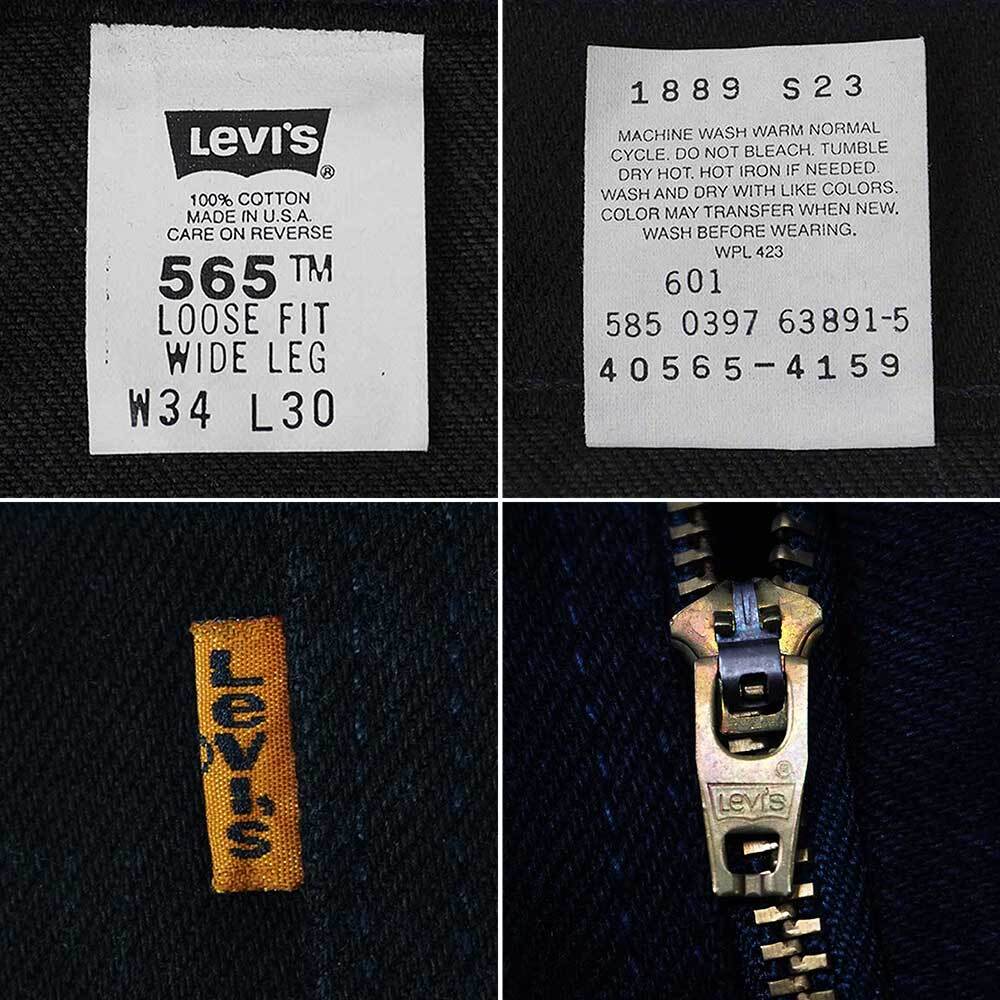 Levi's®
100% COTTON
MADE IN U.S.A.
CARE ON REVERSE
565™
LOOSE FIT
WIDE LEG
W34 L30
1889 S23
MACHINE WASH WARM NORMAL
CYCLE. DO NOT BLEACH. TUMBLE
DRY HOT. HOT IRON IF NEEDED.
WASH AND DRY WITH LIKE COLORS.
COLOR MAY TRANSFER WHEN NEW.
WASH BEFORE WEARING.
WPL 423
601
585 0397 63891-5
40565-4159
Levi's
®
Levi's